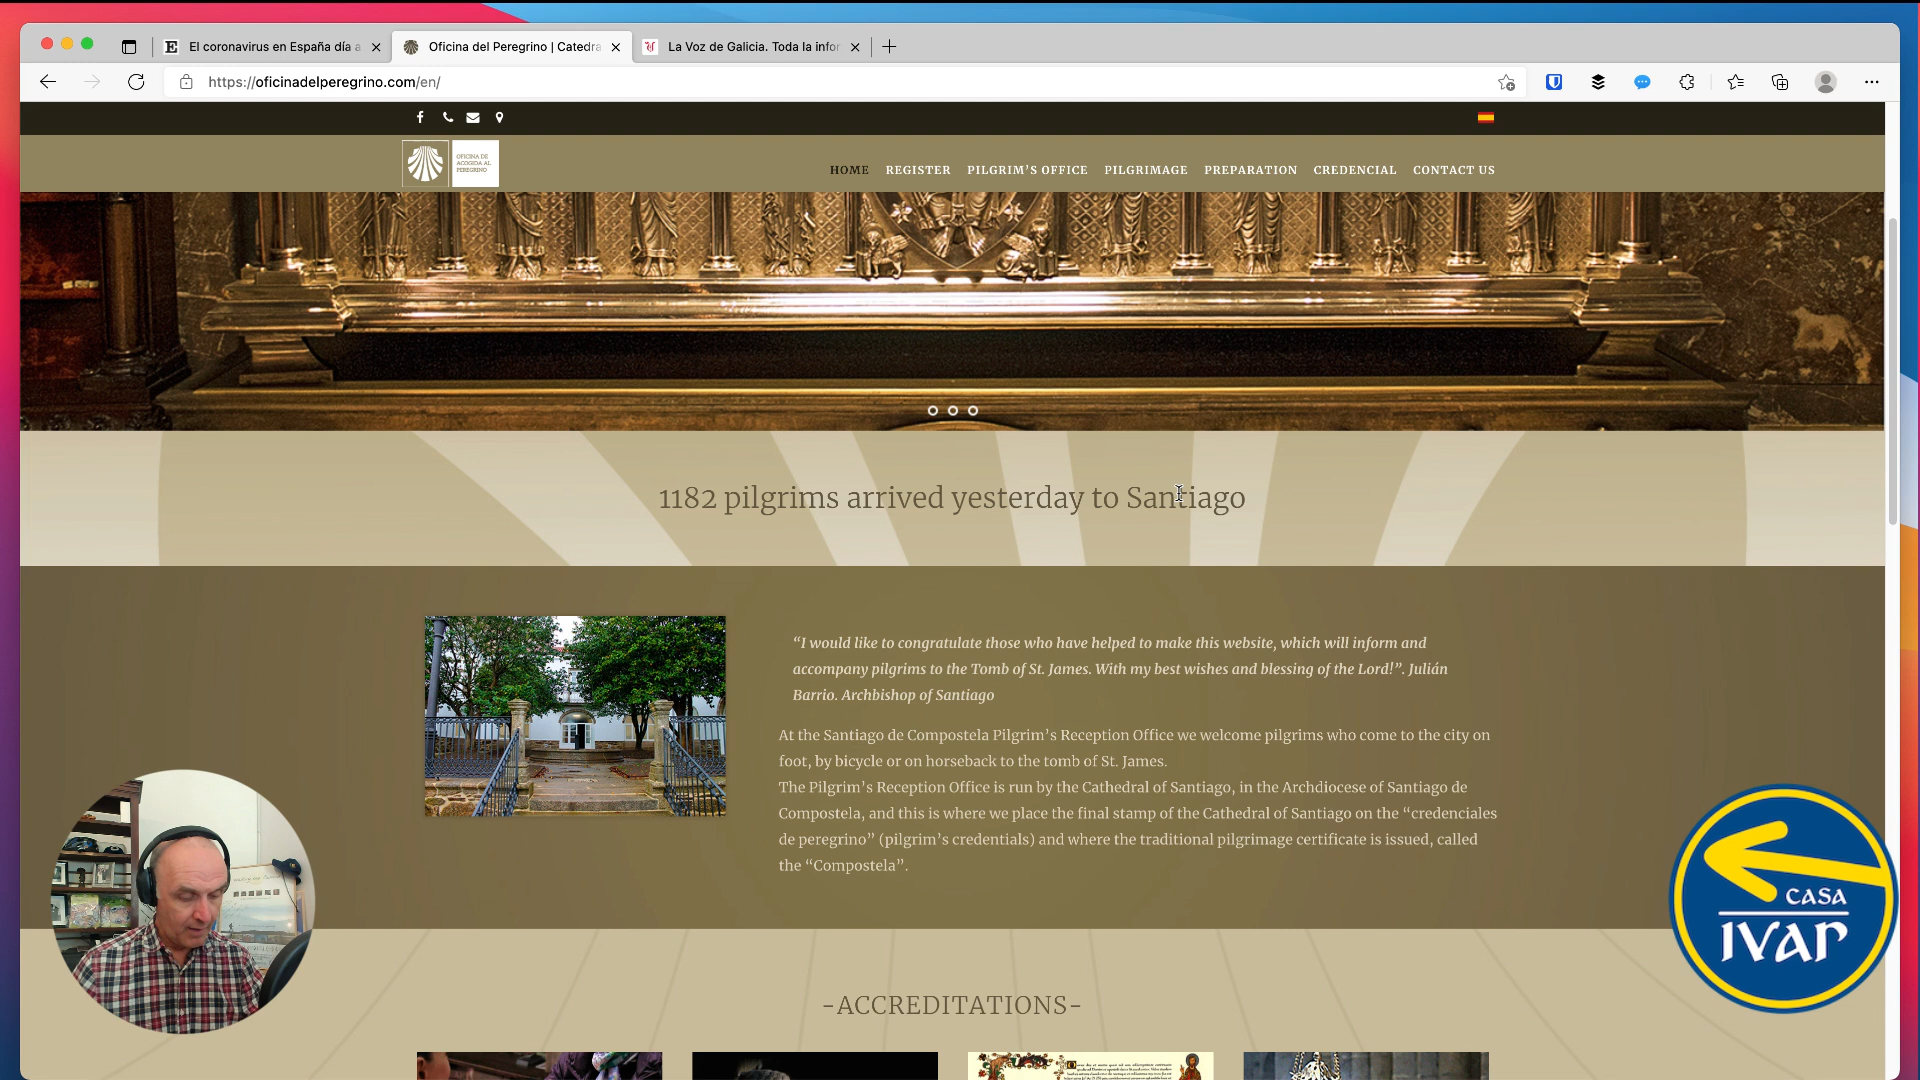 El coronavirus en España día a
Oficina del Peregrino | Catedra
La Voz de Galicia. Toda la infor
https://oficinadelperegrino.com/en/
OFICINA DE
ACOGIDA AL
PEREGRINO
HOME REGISTER PILGRIM'S OFFICE PILGRIMAGE PREPARATION CREDENCIAL CONTACT US
1182 pilgrims arrived yesterday to Santiago
“I would like to congratulate those who have helped to make this website, which will inform and
accompany pilgrims to the Tomb of St. James. With my best wishes and blessing of the Lord!”. Julián
Barrio. Archbishop of Santiago
At the Santiago de Compostela Pilgrim’s Reception Office we welcome pilgrims who come to the city on
foot, by bicycle or on horseback to the tomb of St. James.
The Pilgrim’s Reception Office is run by the Cathedral of Santiago, in the Archdiocese of Santiago de
Compostela, and this is where we place the final stamp of the Cathedral of Santiago on the “credenciales
de peregrino” (pilgrim’s credentials) and where the traditional pilgrimage certificate is issued, called
the “Compostela”.
CASA
IVAR
-ACCREDITATIONS-